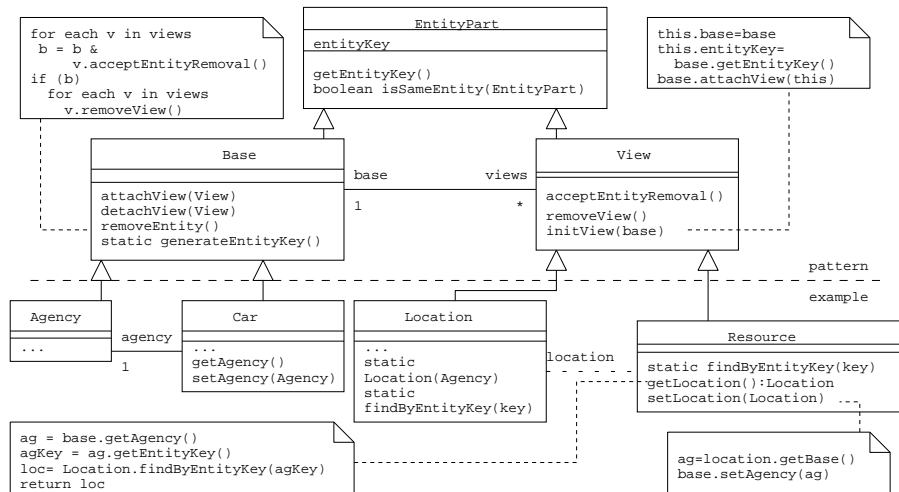 for each v in views
b = b &
v.acceptEntityRemoval()
if (b)
for each v in views
v.removeView()
EntityPart
entityKey
getEntityKey()
boolean isSameEntity(EntityPart)
this.base=base
this.entityKey=
base.getEntityKey()
base.attachView(this)
Base
attachView(View)
detachView(View)
removeEntity()
static generateEntityKey()
base
views
1
*
View
acceptEntityRemoval()
removeView()
initView(base)
pattern
example
Agency
...
agency
1
Car
...
getAgency()
setAgency(Agency)
Location
...
static
Location(Agency)
static
findByEntityKey(key)
location
Resource
static findByEntityKey(key)
getLocation():Location
setLocation(Location)
ag = base.getAgency()
agKey = ag.getEntityKey()
loc= Location.findByEntityKey(agKey)
return loc
ag=location.getBase()
base.setAgency(ag)